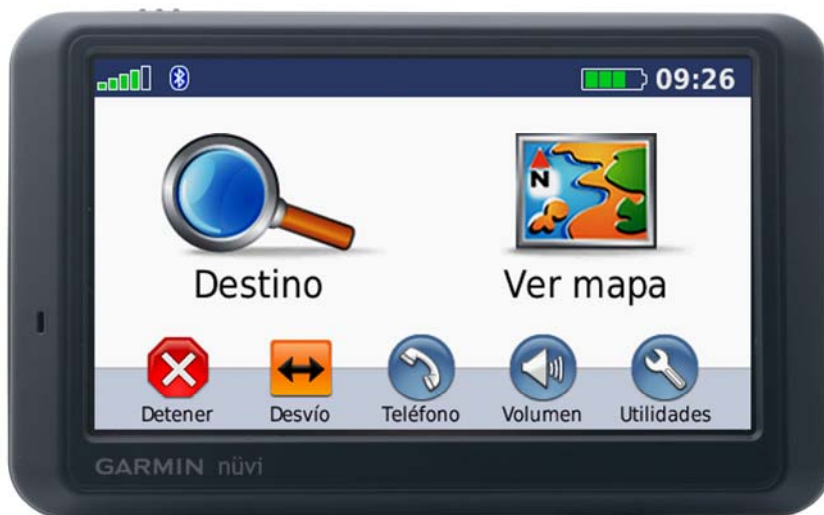 09:26
N
Destino
Ver mapa
Detener
Desvío
Teléfono
Volumen
Utilidades
GARMIN nüvi